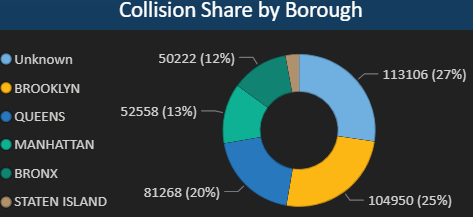 Collision Share by Borough
Unknown
BROOKLYN
QUEENS
MANHATTAN
BRONX
STATEN ISLAND
50222 (12%)
113106 (27%)
52558 (13%)
81268 (20%)
104950 (25%)